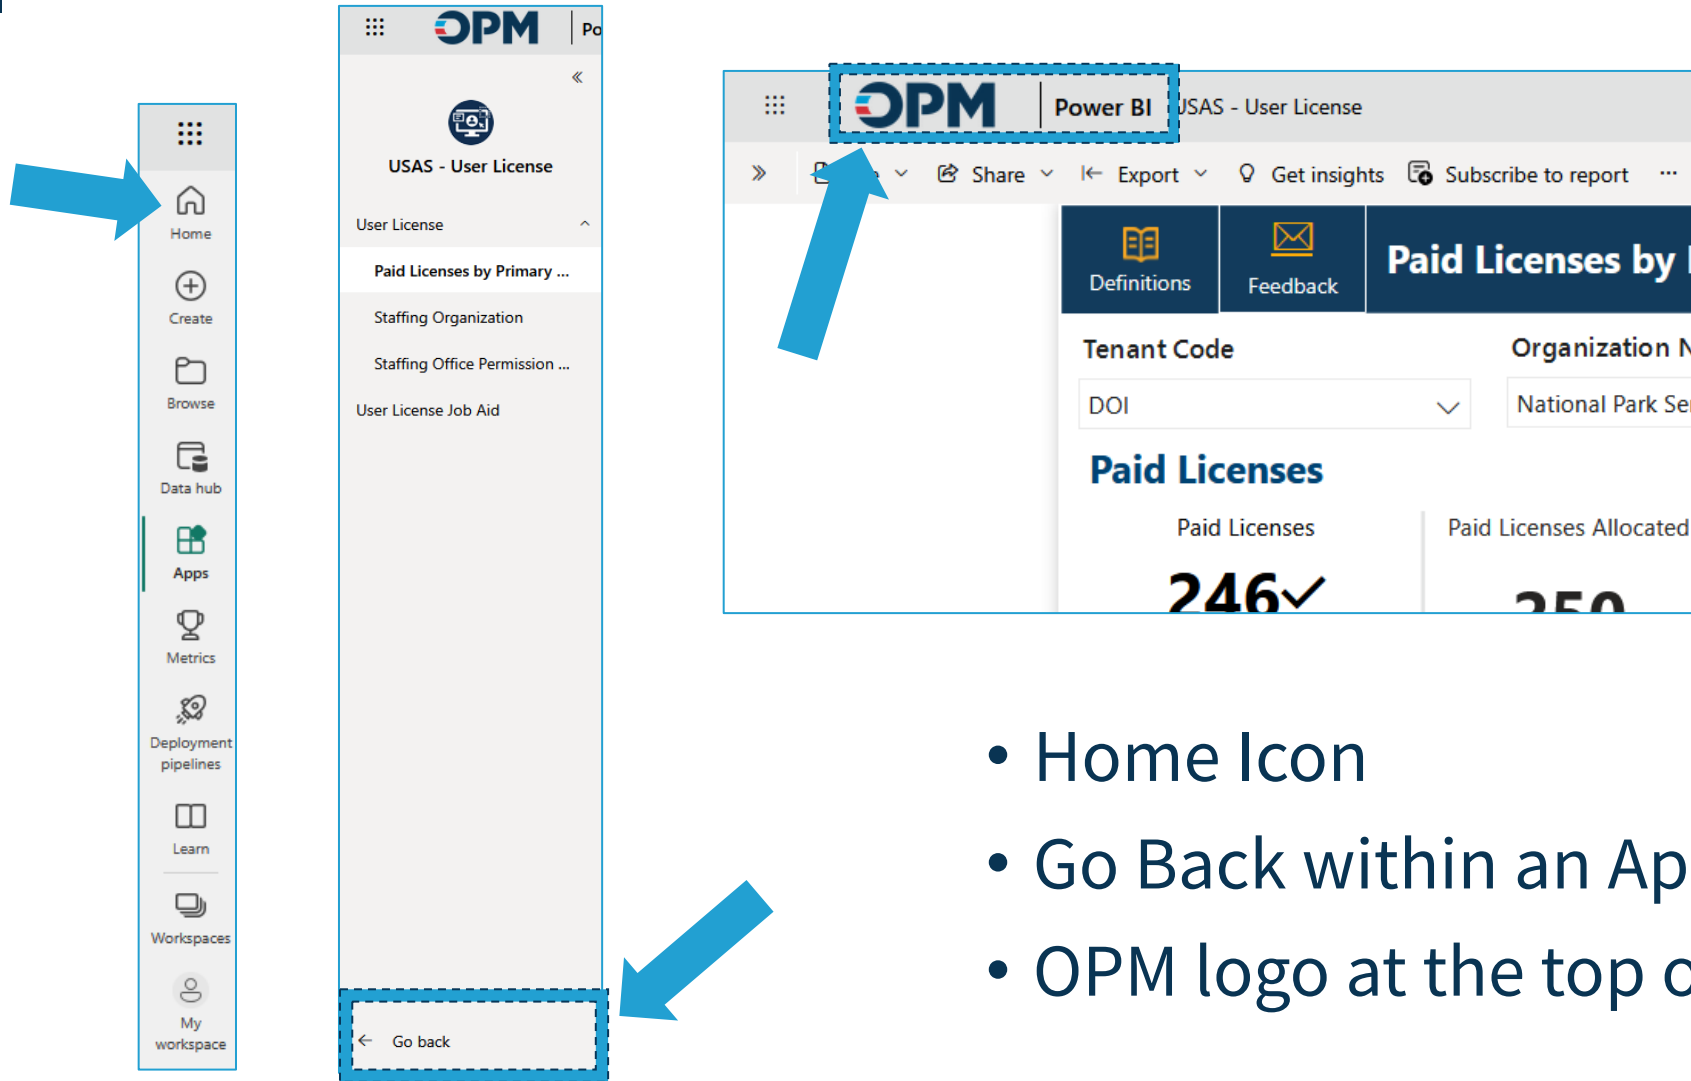 Home
Create
Browse
Data hub
Apps
Metrics
Deployment
pipelines
Learn
Workspaces
My
workspace
OPM
USAS - User License
User License
Paid Licenses by Primary ...
Staffing Organization
Staffing Office Permission ...
User License Job Aid
Go back
OPM Power BI USAS - User License
Share Export Get insights Subscribe to report ...
Definitions
Feedback
Paid Licenses by
Tenant Code
Organization
DOI
National Park
Paid Licenses
Paid Licenses
Paid Licenses Allocated
246
250
• Home Icon
• Go Back within an
• OPM logo at the top